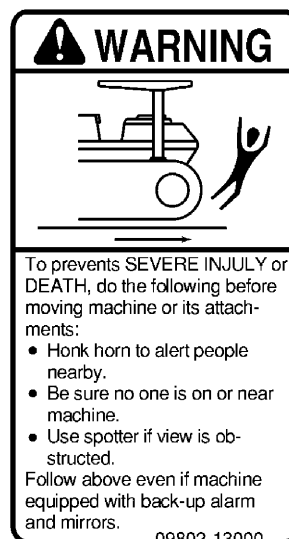 WARNING
To prevents SEVERE INJULY or
DEATH, do the following before
moving machine or its attach-
ments:
• Honk horn to alert people
nearby.
• Be sure no one is on or near
machine.
• Use spotter if view is ob-
structed.
Follow above even if machine
equipped with back-up alarm
and mirrors.
09802-13000